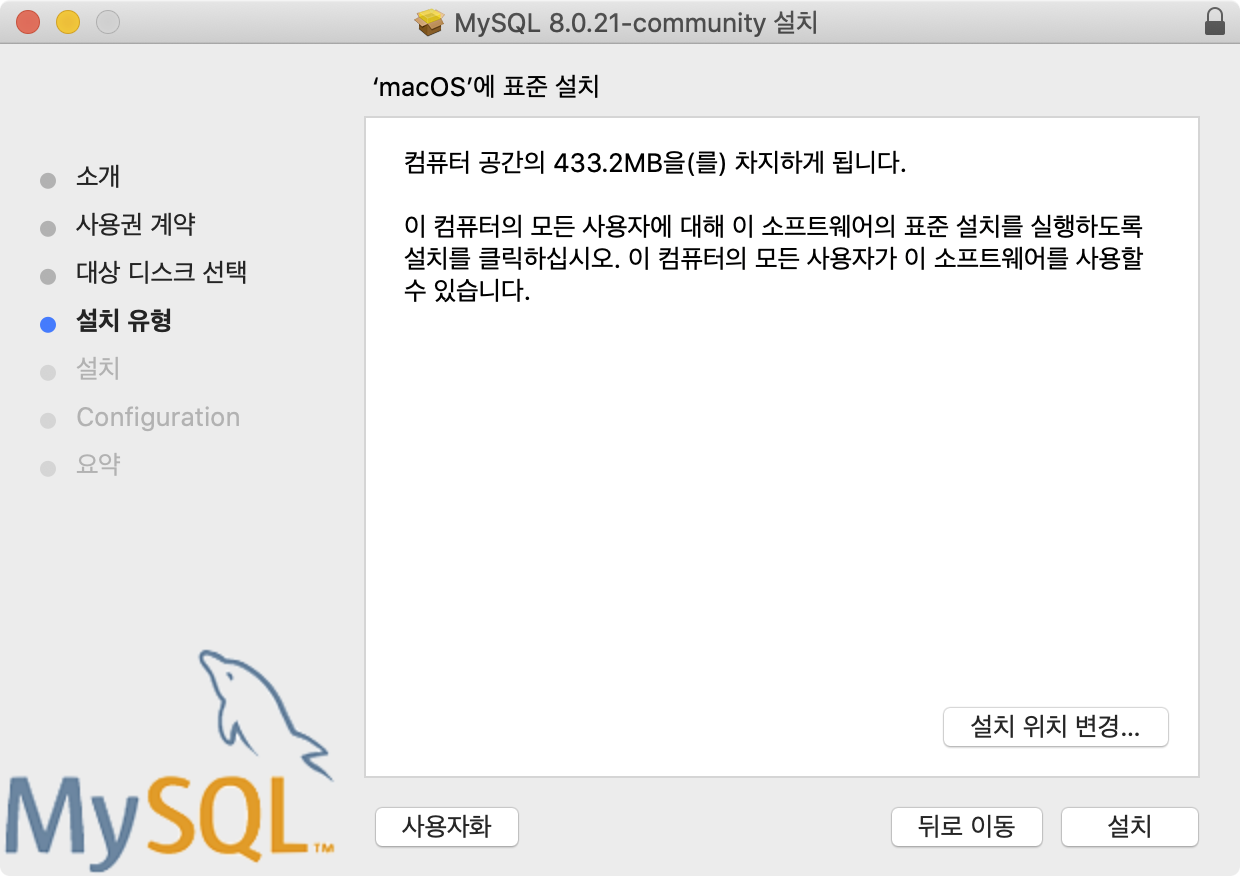 MySQL 8.0.21-community 설치
‘macOS’에 표준 설치
소개
사용권 계약
대상 디스크 선택
설치 유형
설치
Configuration
요약
컴퓨터 공간의 433.2MB을(를) 차지하게 됩니다.
이 컴퓨터의 모든 사용자에 대해 이 소프트웨어의 표준 설치를 실행하도록
설치를 클릭하십시오. 이 컴퓨터의 모든 사용자가 이 소프트웨어를 사용할
수 있습니다.
설치 위치 변경...
MySQL™
사용자화
뒤로 이동
설치